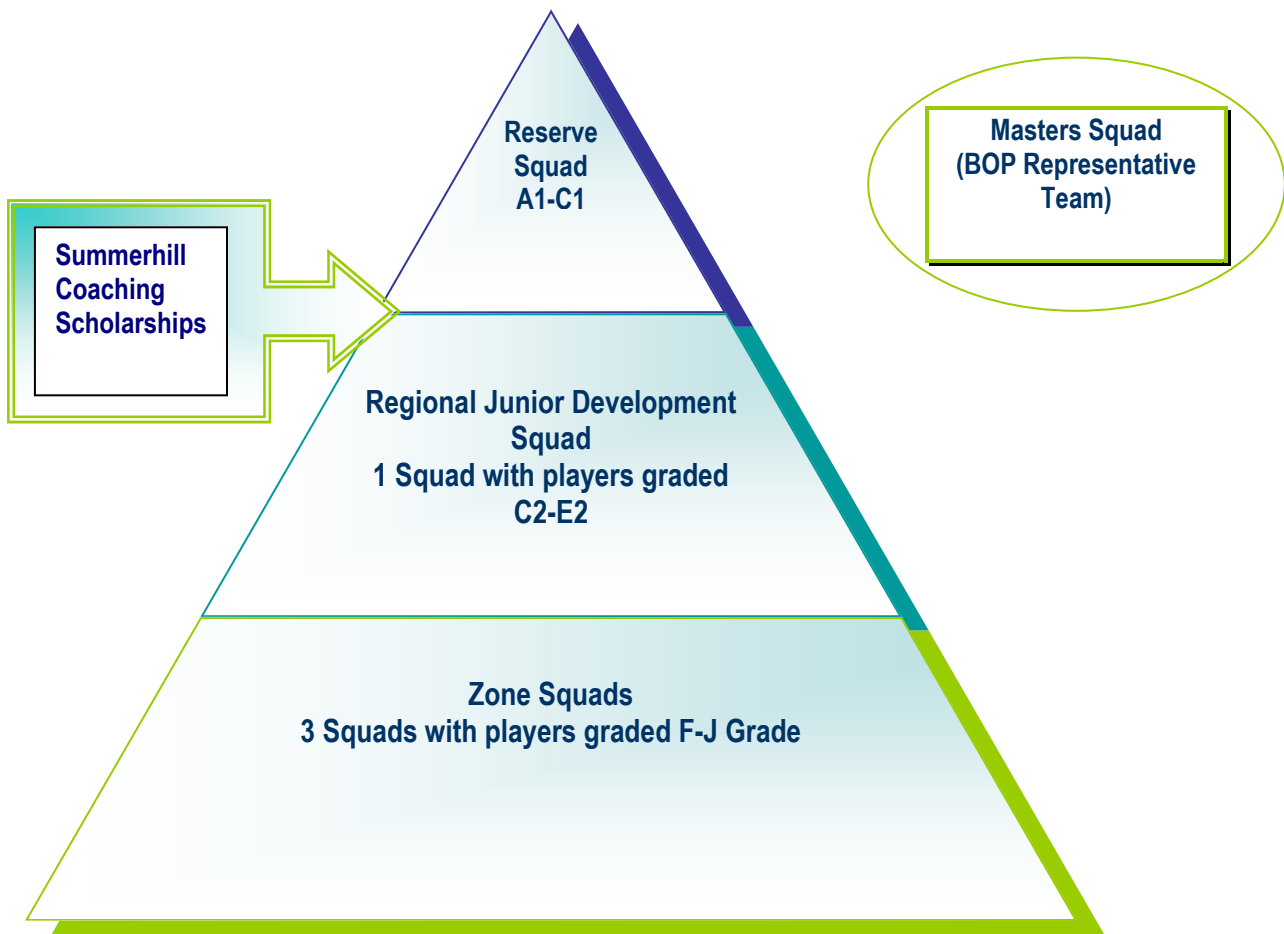 Reserve
Squad
A1-C1
Masters Squad
(BOP Representative
Team)
Summerhill
Coaching
Scholarships
Regional Junior Development
Squad
1 Squad with players graded
C2-E2
Zone Squads
3 Squads with players graded F-J Grade